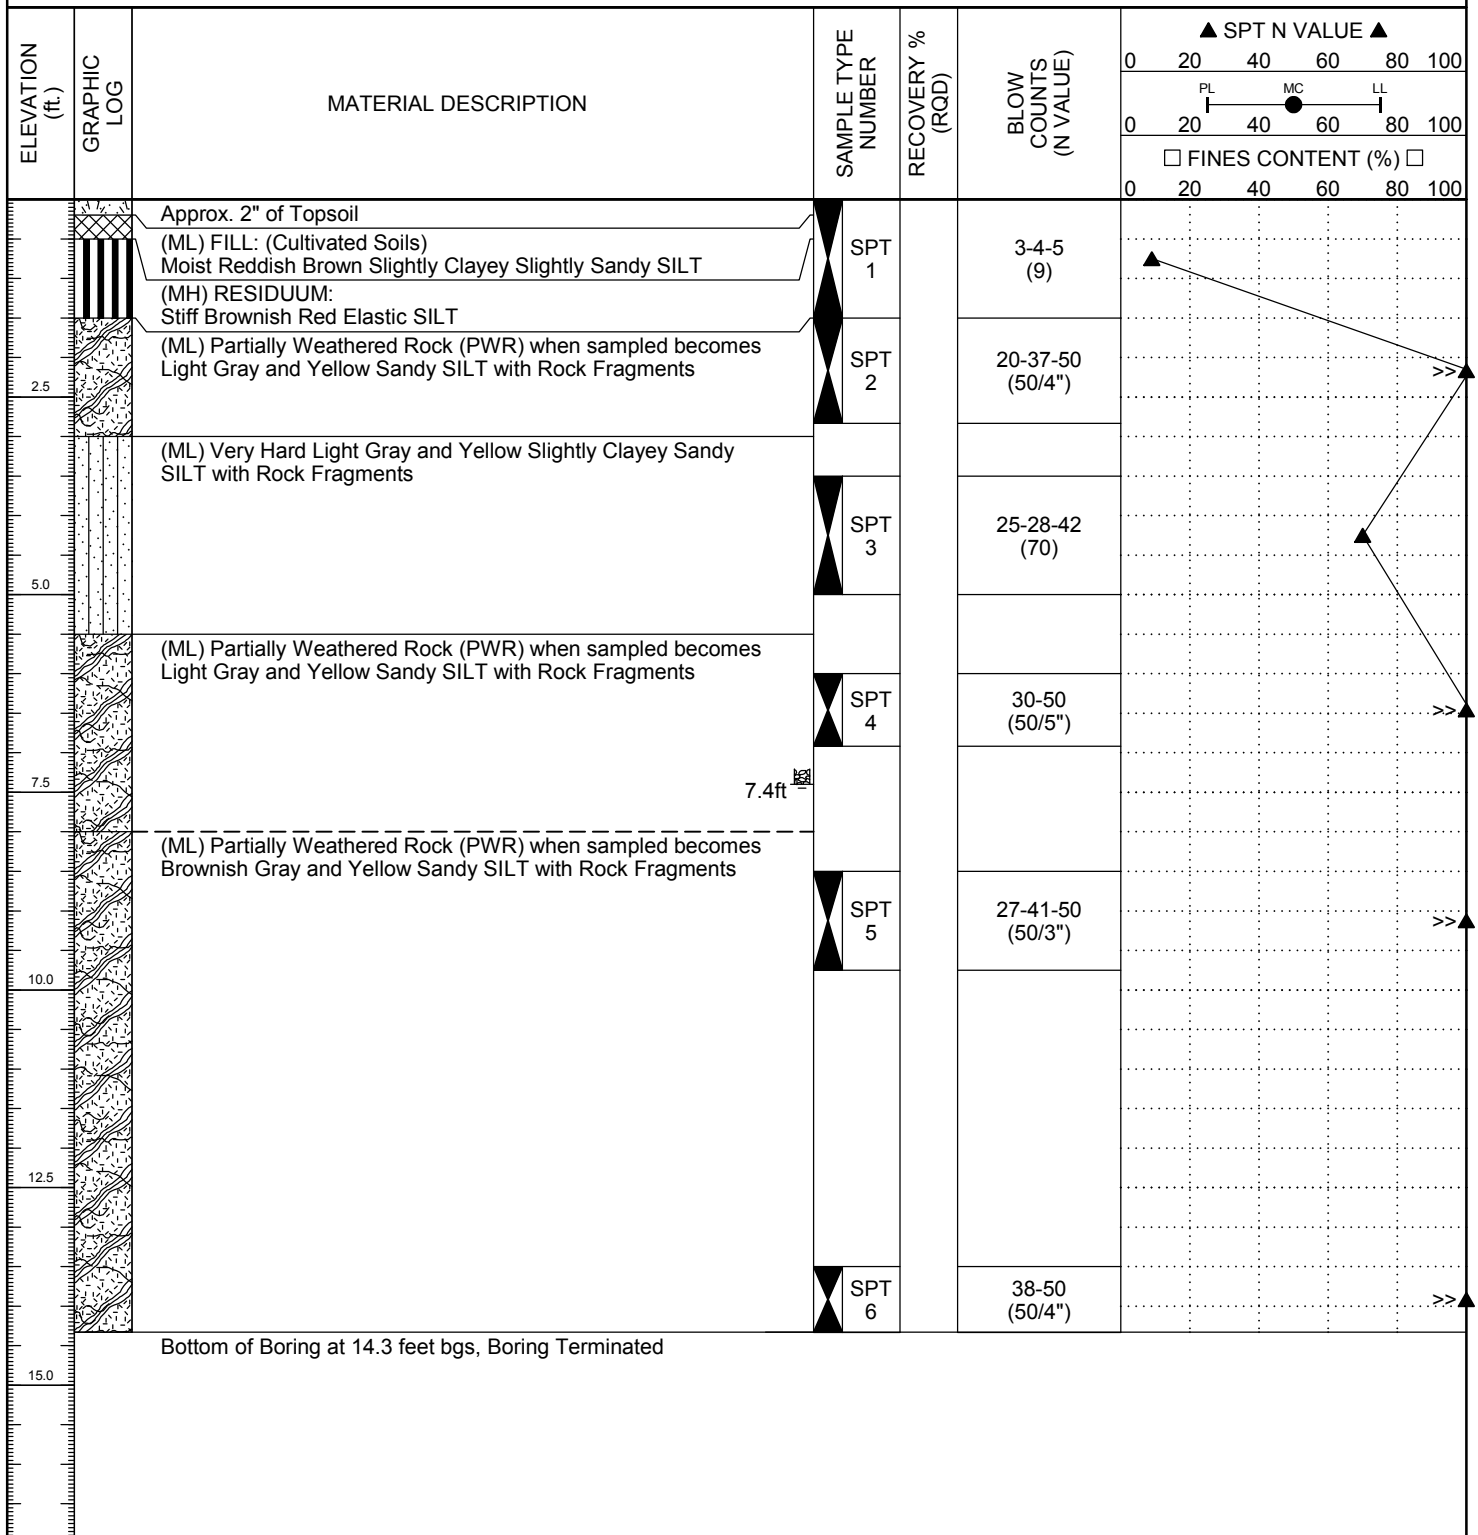 ELEVATION
(ft.)
GRAPHIC
LOG
MATERIAL DESCRIPTION
SAMPLE TYPE
NUMBER
RECOVERY %
(RQD)
BLOW
COUNTS
(N VALUE)
▲ SPT N VALUE ▲
0 20 40 60 80 100
PL MC LL
0 20 40 60 80 100
□ FINES CONTENT (%) □
0 20 40 60 80 100
Approx. 2" of Topsoil
(ML) FILL: (Cultivated Soils)
Moist Reddish Brown Slightly Clayey Slightly Sandy SILT
SPT
1
3-4-5
(9)
(MH) RESIDUUM:
Stiff Brownish Red Elastic SILT
(ML) Partially Weathered Rock (PWR) when sampled becomes
Light Gray and Yellow Sandy SILT with Rock Fragments
SPT
2
20-37-50
(50/4")
>>
2.5
(ML) Very Hard Light Gray and Yellow Slightly Clayey Sandy
SILT with Rock Fragments
SPT
3
25-28-42
(70)
5.0
(ML) Partially Weathered Rock (PWR) when sampled becomes
Light Gray and Yellow Sandy SILT with Rock Fragments
SPT
4
30-50
(50/5")
>>
7.5
7.4ft
(ML) Partially Weathered Rock (PWR) when sampled becomes
Brownish Gray and Yellow Sandy SILT with Rock Fragments
SPT
5
27-41-50
(50/3")
>>
10.0
12.5
SPT
6
38-50
(50/4")
>>
Bottom of Boring at 14.3 feet bgs, Boring Terminated
15.0